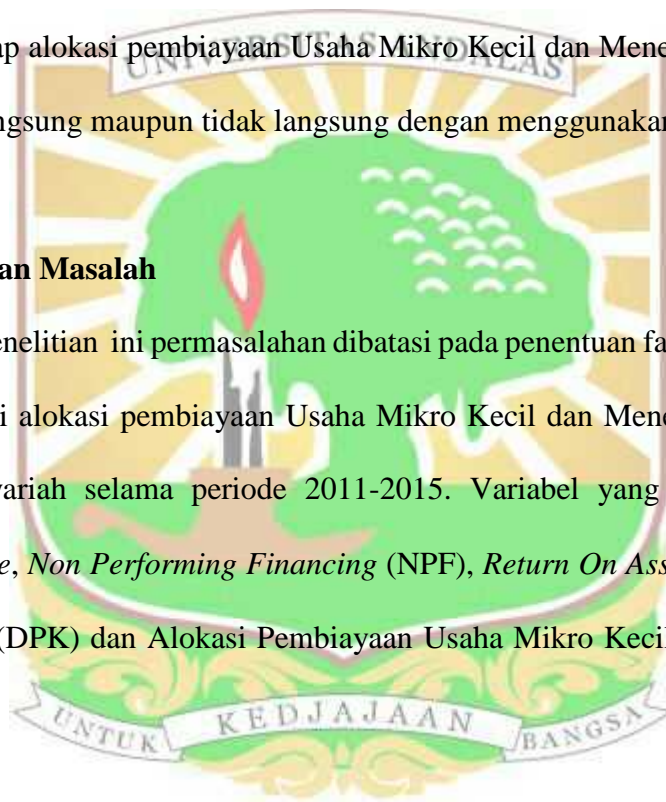 ap alokasi pembiayaan Usaha Mikro Kecil dan Mene
UNIVERSITAS ANDALAS
ngsung maupun tidak langsung dengan menggunakan
an Masalah
enelitian ini permasalahan dibatasi pada penentuan fa
i alokasi pembiayaan Usaha Mikro Kecil dan Mene
yariah selama periode 2011-2015. Variabel yang
e, Non Performing Financing (NPF), Return On Ass
(DPK) dan Alokasi Pembiayaan Usaha Mikro Kecil
UNTUK KEDJAJAAN BANGSA